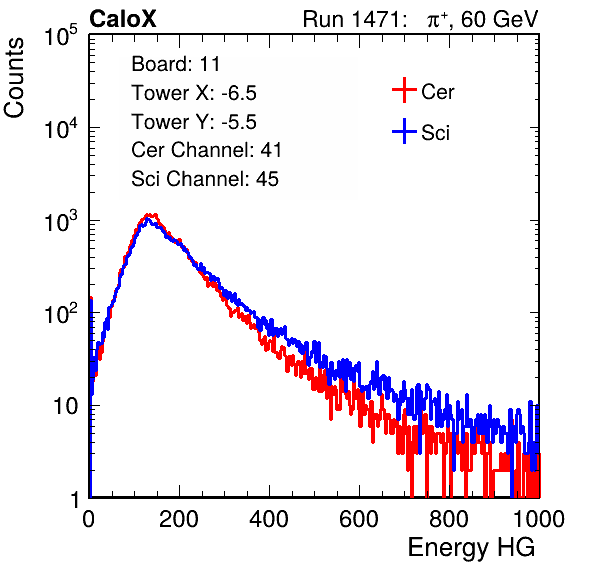 CaloX Run 1471: π⁺, 60 GeV
Counts
Board: 11
Tower X: -6.5
Tower Y: -5.5
Cer Channel: 41
Sci Channel: 45
Cer
Sci
10⁵
10⁴
10³
10²
10
1
0 200 400 600 800 1000
Energy HG